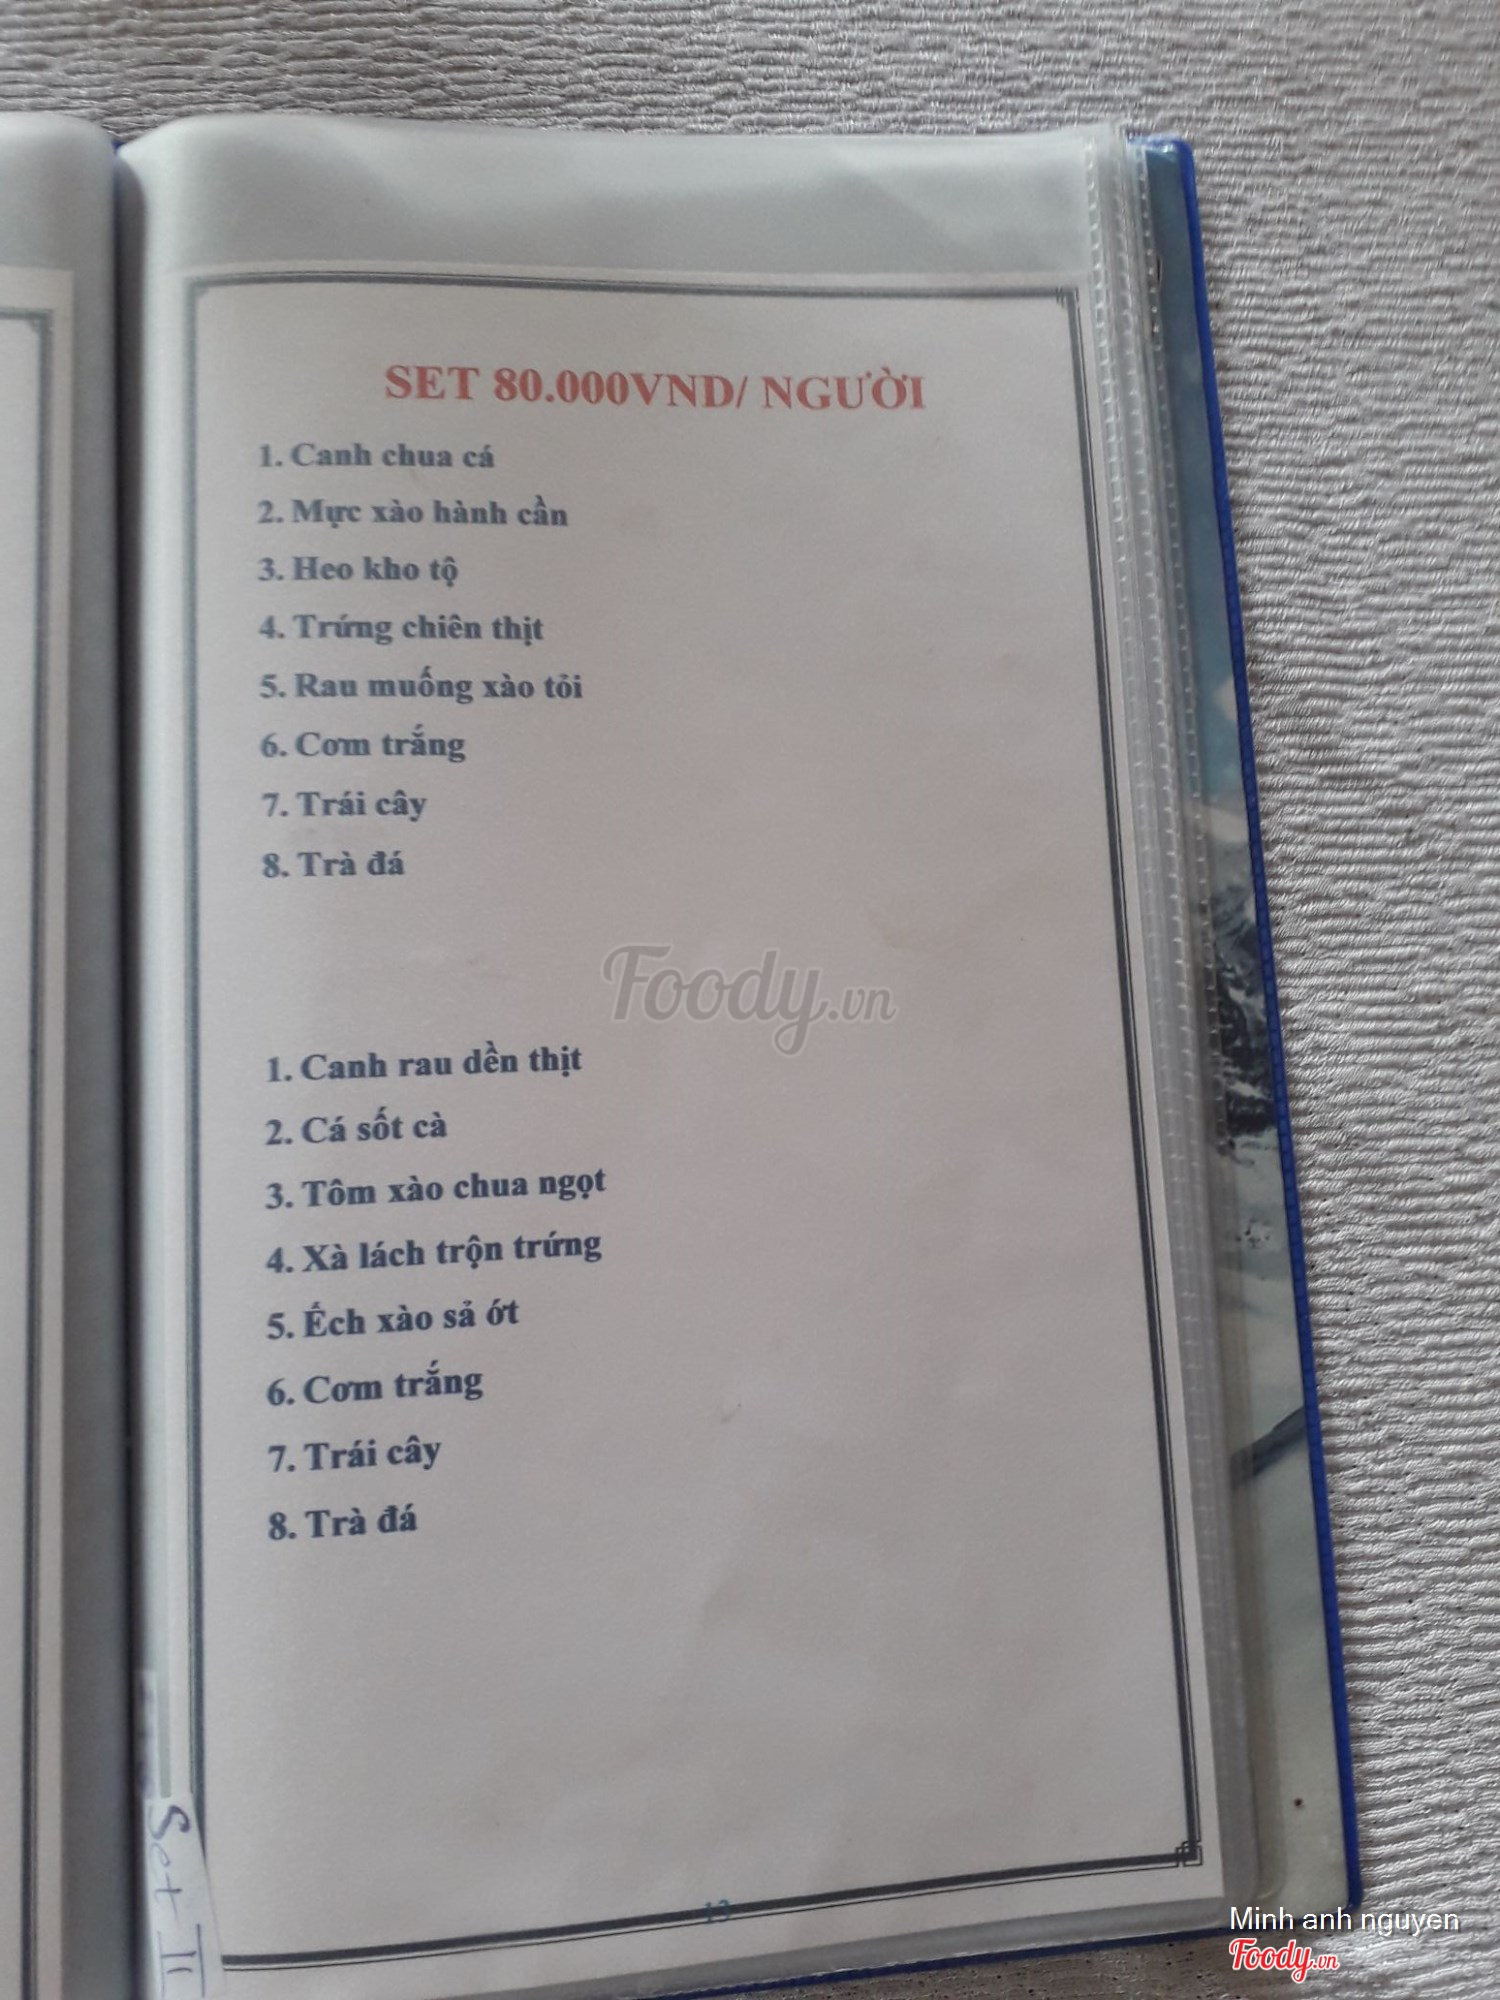 SET 80.000VND/ NGƯỜI
1. Canh chua cá
2. Mực xào hành cần
3. Heo kho tộ
4. Trứng chiên thịt
5. Rau muống xào tỏi
6. Cơm trắng
7. Trái cây
8. Trà đá
Foody.vn
1. Canh rau dền thịt
2. Cá sốt cà
3. Tôm xào chua ngọt
4. Xà lách trộn trứng
5. Ếch xào sả ớt
6. Cơm trắng
7. Trái cây
8. Trà đá
Set II
13
Minh anh nguyen
Foody.vn